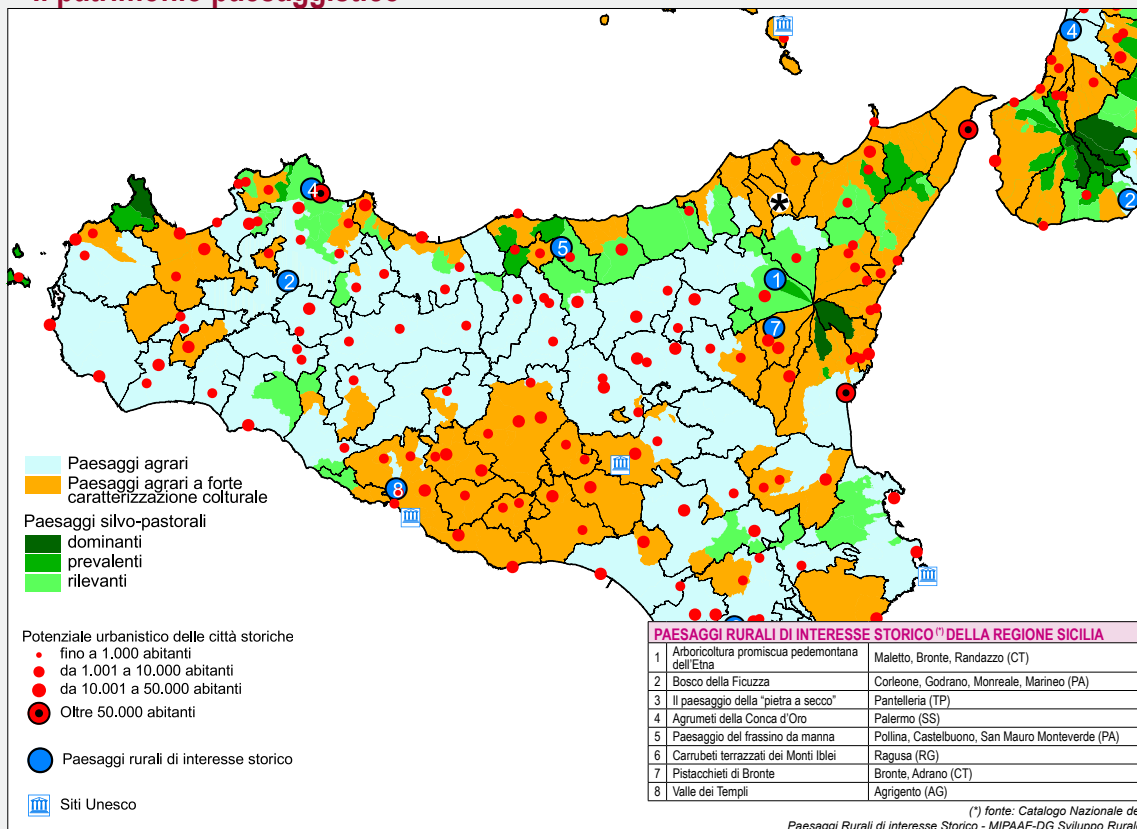 Il patrimonio paesaggistico
4
4
5
2
1
7
2
8
*
Paesaggi agrari
Paesaggi agrari a forte
caratterizzazione colturale
Paesaggi silvo-pastorali
dominanti
prevalenti
rilevanti
Potenziale urbanistico delle città storiche
fino a 1.000 abitanti
da 1.001 a 10.000 abitanti
da 10.001 a 50.000 abitanti
Oltre 50.000 abitanti
Paesaggi rurali di interesse storico
Siti Unesco
PAESAGGI RURALI DI INTERESSE STORICO (*) DELLA REGIONE SICILIA
1 Arboricoltura promiscua pedemontana
dell'Etna Maletto, Bronte, Randazzo (CT)
2 Bosco della Ficuzza Corleone, Godrano, Monreale, Marineo (PA)
3 Il paesaggio della "pietra a secco" Pantelleria (TP)
4 Agrumeti della Conca d'Oro Palermo (SS)
5 Paesaggio del frassino da manna Pollina, Castelbuono, San Mauro Monteverde (PA)
6 Carrubeti terrazzati dei Monti Iblei Ragusa (RG)
7 Pistacchieti di Bronte Bronte, Adrano (CT)
8 Valle dei Templi Agrigento (AG)
(*) fonte: Catalogo Nazionale de
Paesaggi Rurali di interesse Storico - MIPAAF-DG Sviluppo Rural